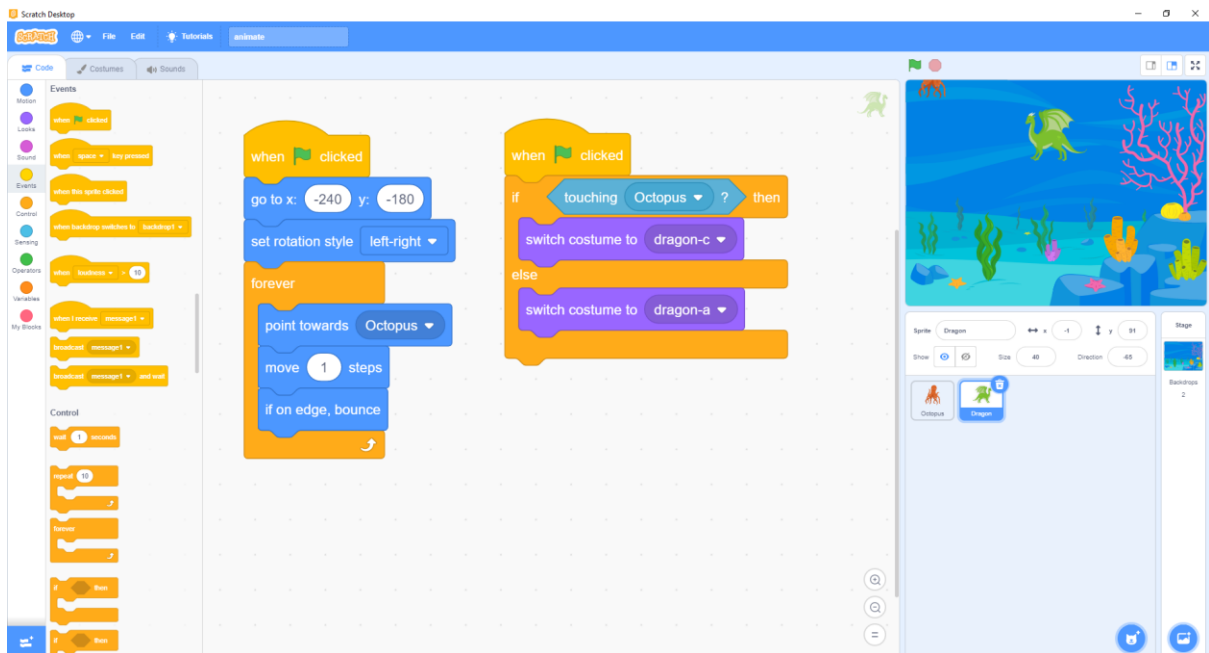 Scratch Desktop
SCRATCH File Edit Tutorials animate
Code Costumes Sounds
Motion
Looks
Sound
Events
Control
Sensing
Operators
Variables
My Blocks
Events
when clicked
when space key pressed
when this sprite clicked
when backdrop switches to backdrop1
when loudness > 10
when I receive message1
broadcast message1
broadcast message1 and wait
Control
wait 1 seconds
repeat 10
forever
if then
if then
when clicked
go to x: -240 y: -180
set rotation style left-right
forever
point towards Octopus
move 1 steps
if on edge, bounce
when clicked
if touching Octopus ? then
switch costume to dragon-c
else
switch costume to dragon-a
Sprite Dragon x -1 y 91
Show Size 40 Direction -65
Octopus
Dragon
Stage
Backdrops
2